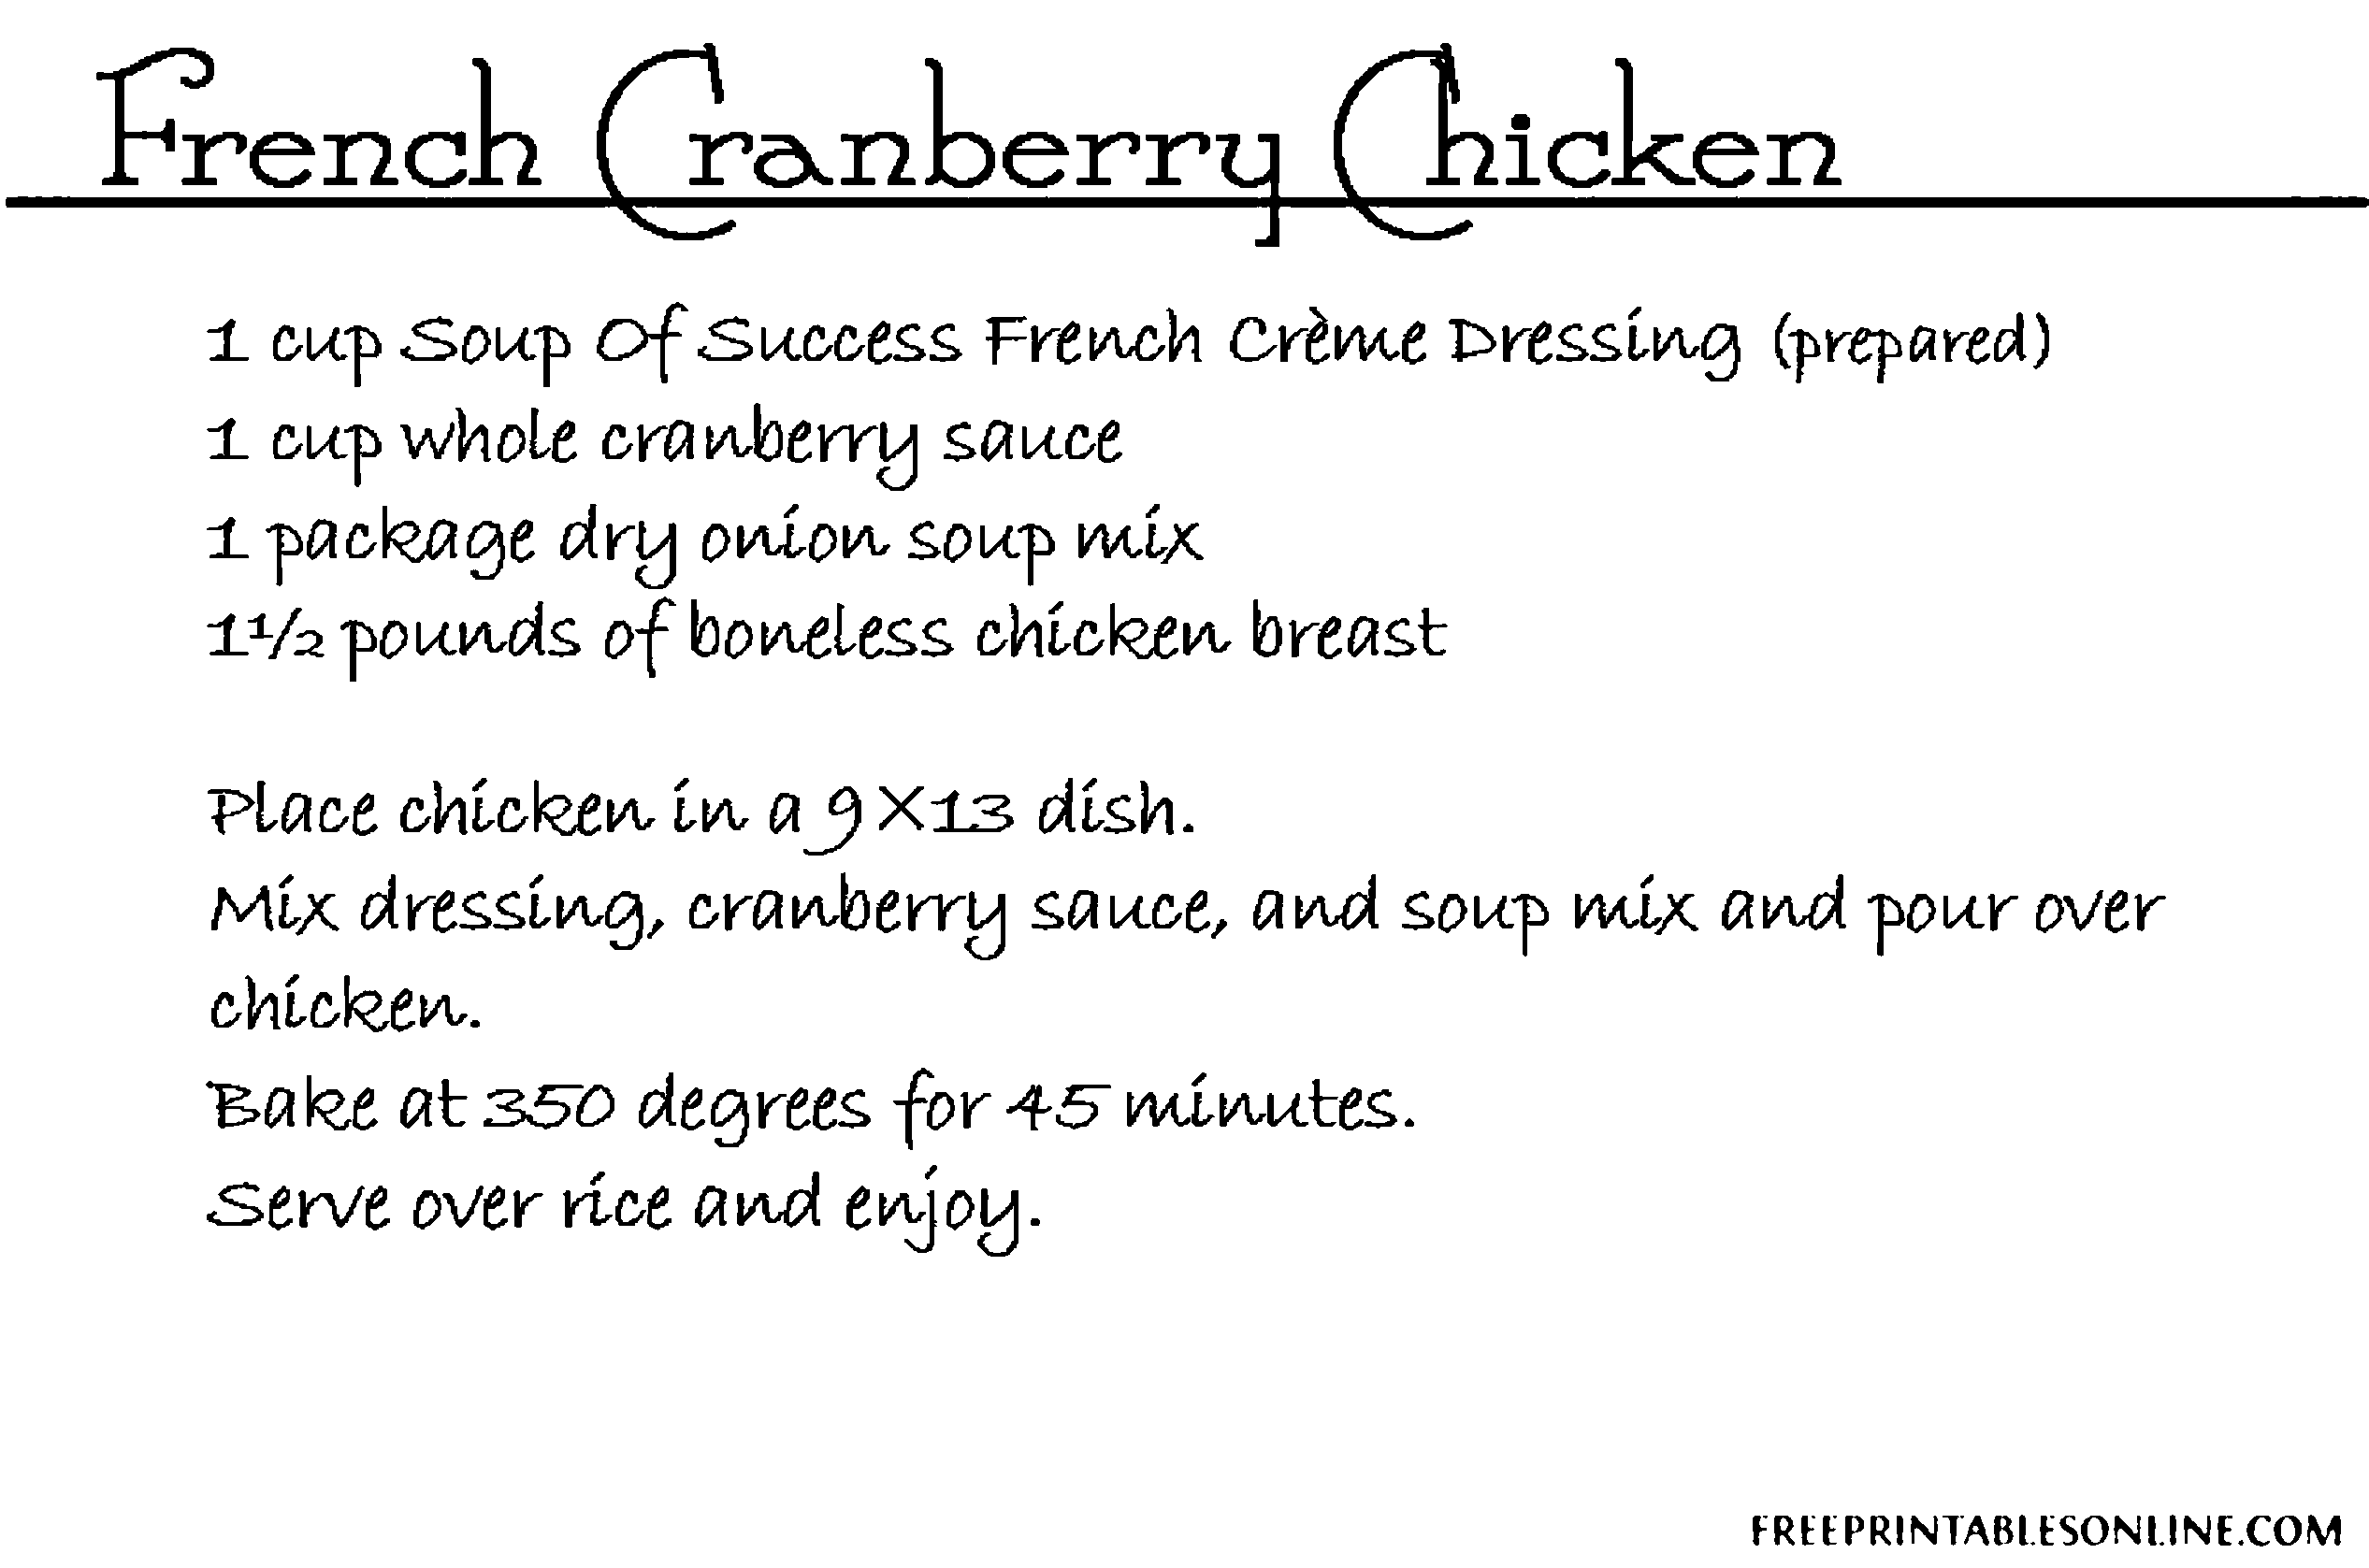 French Cranberry Chicken
1 cup Soup Of Success French Crème Dressing (prepared)
1 cup whole cranberry sauce
1 package dry onion soup mix
1½ pounds of boneless chicken breast
Place chicken in a 9X13 dish.
Mix dressing, cranberry sauce, and soup mix and pour over
chicken.
Bake at 350 degrees for 45 minutes.
Serve over rice and enjoy.
FREEPRINTABLESONLINE.COM